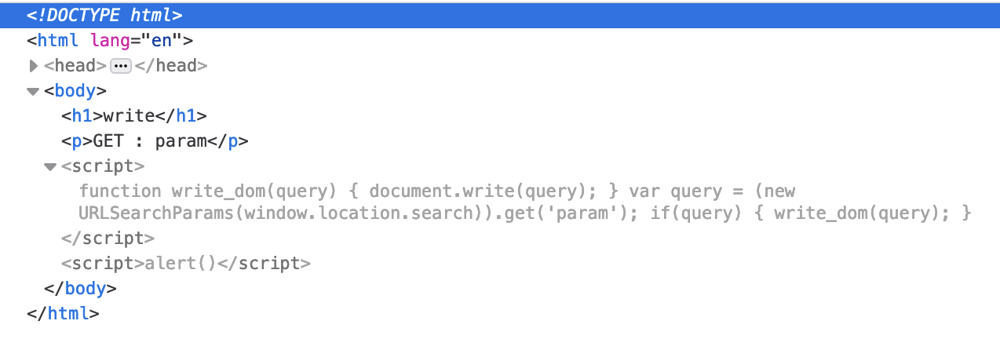 <!DOCTYPE html>
<html lang="en">
<head>···</head>
<body>
<h1>write</h1>
<p>GET : param</p>
<script>
function write_dom(query) { document.write(query); } var query = (new
URLSearchParams(window.location.search)).get('param'); if(query) { write_dom(query); }
</script>
<script>alert()</script>
</body>
</html>